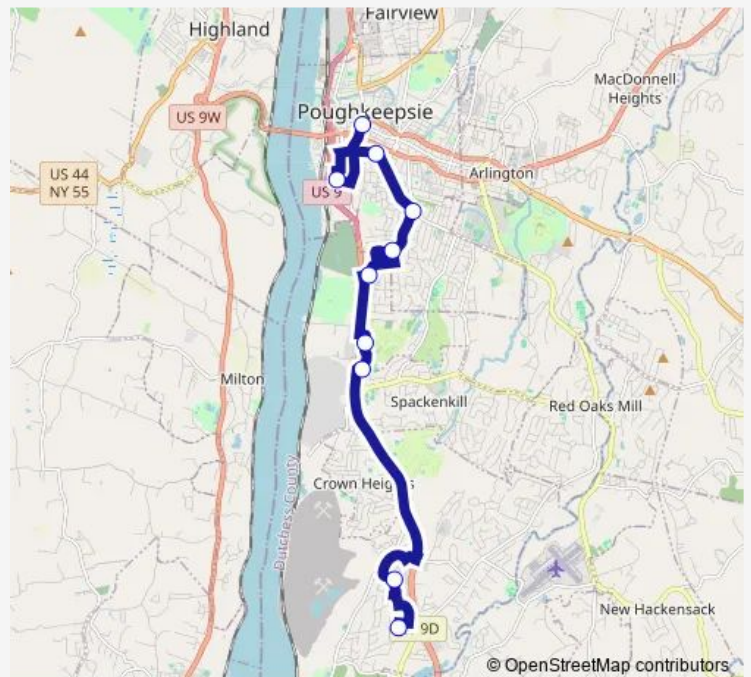 Fairview
Highland
MacDonnell
Heights
US 9W
Poughkeepsie
US 44
NY 55
Arlington
US 9
Milton
Spackenkill
Red Oaks Mill
Dutchess County
Crown Heights
New Hackensack
9D
© OpenStreetMap contributors